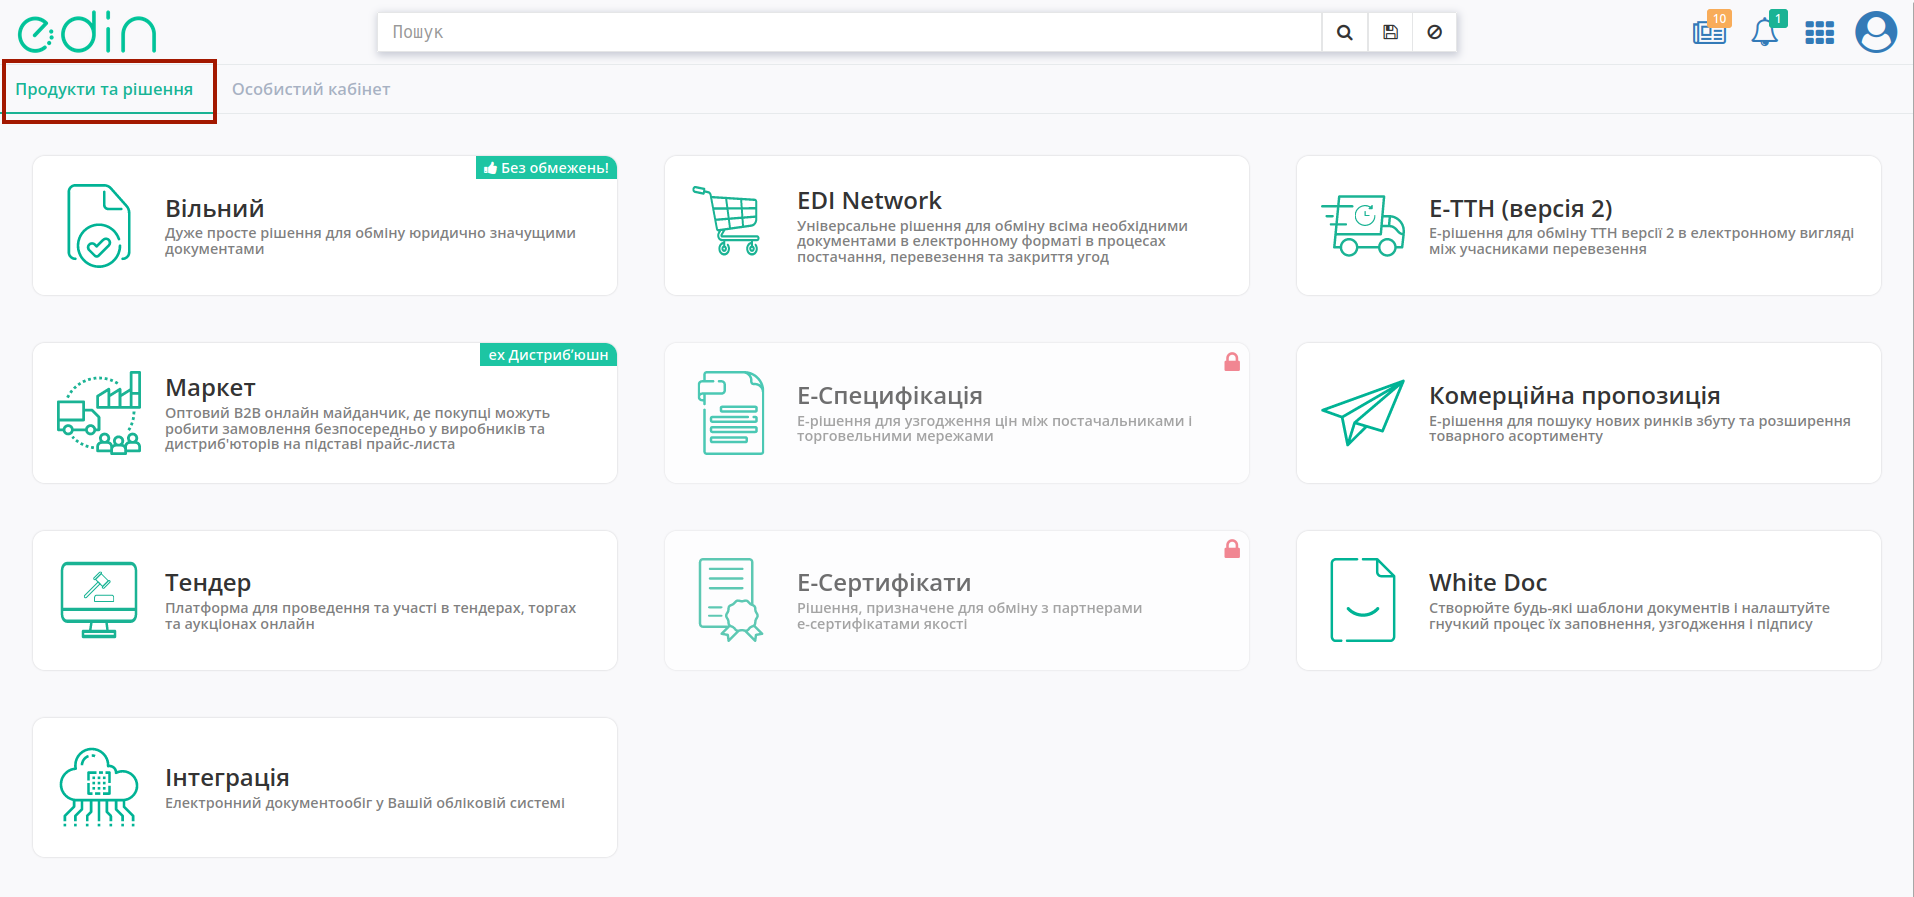 edin
Пошук
10
1
Продукти та рішення
Особистий кабінет
Без обмежень!
Вільний
Дуже просте рішення для обміну юридично значущими
документами
EDI Network
Універсальне рішення для обміну всіма необхідними
документами в електронному форматі в процесах
постачання, перевезення та закриття угод
Е-ТТН (версія 2)
Е-рішення для обміну ТТН версії 2 в електронному вигляді
між учасниками перевезення
ex Дистриб'юшн
Маркет
Оптовий B2B онлайн майданчик, де покупці можуть
робити замовлення безпосередньо у виробників та
дистриб'юторів на підставі прайс-листа
Е-Специфікація
Е-рішення для узгодження цін між постачальниками і
торговельними мережами
Комерційна пропозиція
Е-рішення для пошуку нових ринків збуту та розширення
товарного асортименту
Тендер
Платформа для проведення та участі в тендерах, торгах
та аукціонах онлайн
Е-Сертифікати
Рішення, призначене для обміну з партнерами
е-сертифікатами якості
White Doc
Створюйте будь-які шаблони документів і налаштуйте
гнучкий процес їх заповнення, узгодження і підпису
Інтеграція
Електронний документообіг у Вашій обліковій системі